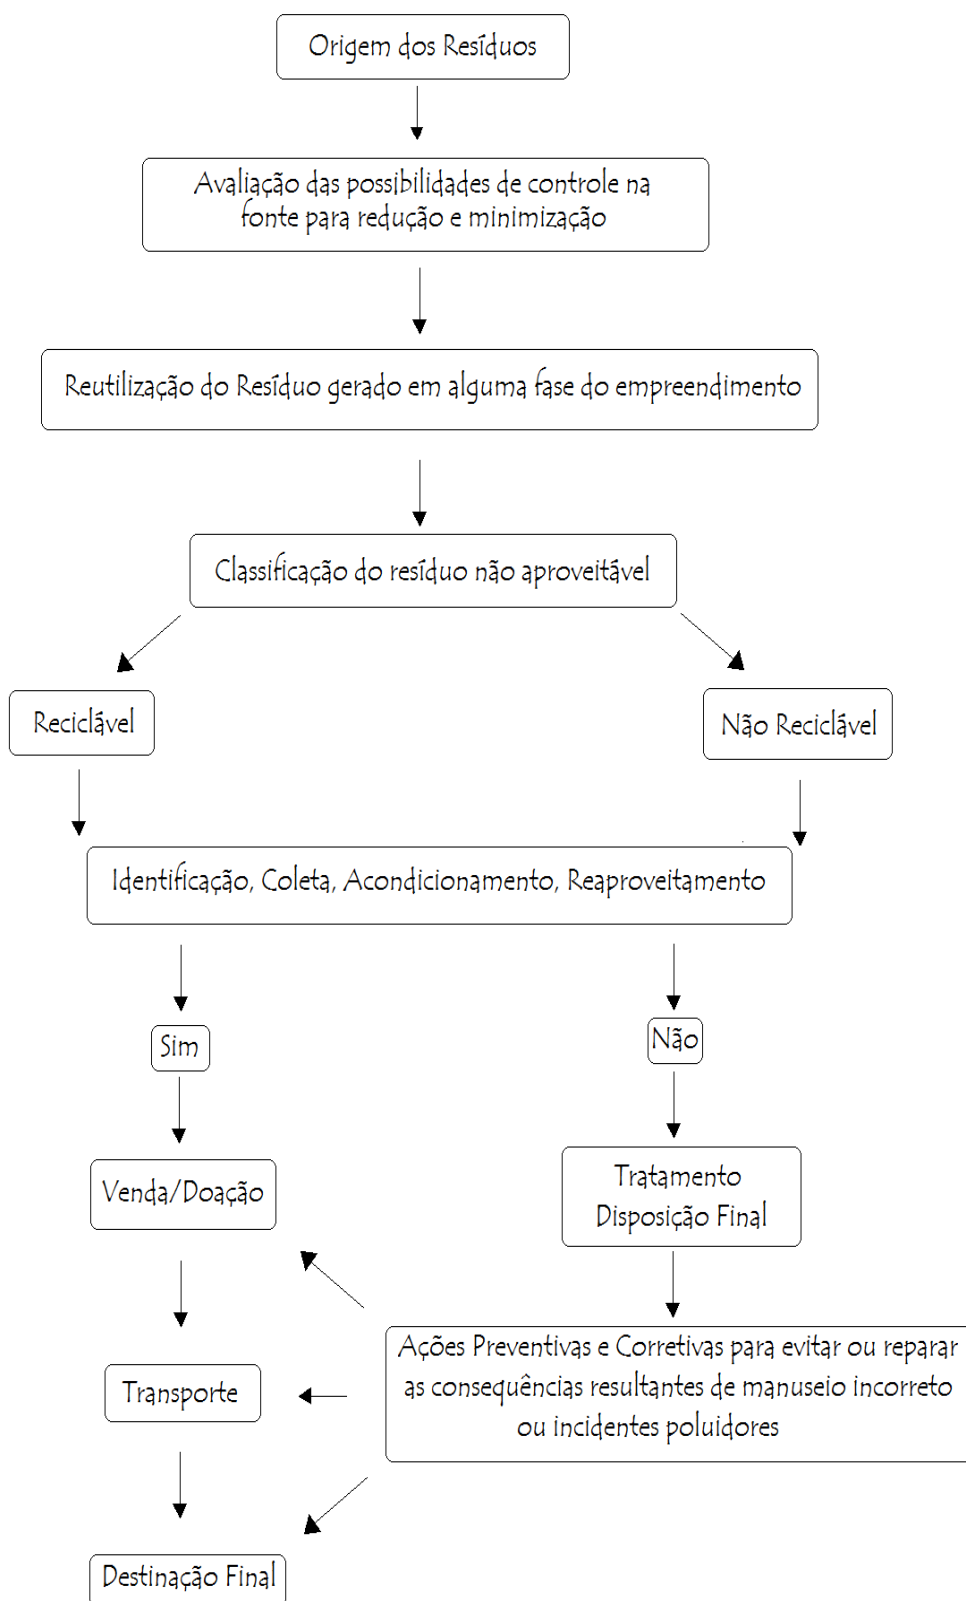 Origem dos Resíduos
Avaliação das possibilidades de controle na
fonte para redução e minimização
Reutilização do Resíduo gerado em alguma fase do empreendimento
Classificação do resíduo não aproveitável
Reciclável
Não Reciclável
Identificação, Coleta, Acondicionamento, Reaproveitamento
Sim
Não
Venda/Doação
Tratamento
Disposição Final
Ações Preventivas e Corretivas para evitar ou reparar
as consequências resultantes de manuseio incorreto
ou incidentes poluidores
Transporte
Destinação Final